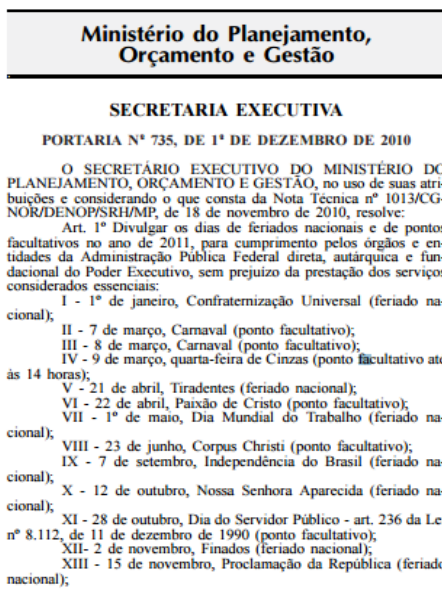 Ministério do Planejamento,
Orçamento e Gestão
SECRETARIA EXECUTIVA
PORTARIA Nº 735, DE 1º DE DEZEMBRO DE 2010
O SECRETÁRIO EXECUTIVO DO MINISTÉRIO DO
PLANEJAMENTO, ORÇAMENTO E GESTÃO, no uso de suas atri-
buições e considerando o que consta da Nota Técnica nº 1013/CG-
NOR/DENOP/SRH/MP, de 18 de novembro de 2010, resolve:
Art. 1º Divulgar os dias de feriados nacionais e de pontos
facultativos no ano de 2011, para cumprimento pelos órgãos e en-
tidades da Administração Pública Federal direta, autárquica e fun-
dacional do Poder Executivo, sem prejuízo da prestação dos serviços
considerados essenciais:
I - 1º de janeiro, Confraternização Universal (feriado na-
cional);
II - 7 de março, Carnaval (ponto facultativo);
III - 8 de março, Carnaval (ponto facultativo);
IV - 9 de março, quarta-feira de Cinzas (ponto facultativo até
às 14 horas);
V - 21 de abril, Tiradentes (feriado nacional);
VI - 22 de abril, Paixão de Cristo (ponto facultativo);
VII - 1º de maio, Dia Mundial do Trabalho (feriado na-
cional);
VIII - 23 de junho, Corpus Christi (ponto facultativo);
IX - 7 de setembro, Independência do Brasil (feriado na-
cional);
X - 12 de outubro, Nossa Senhora Aparecida (feriado na-
cional);
XI - 28 de outubro, Dia do Servidor Público - art. 236 da Le
nº 8.112, de 11 de dezembro de 1990 (ponto facultativo);
XII- 2 de novembro, Finados (feriado nacional);
XIII - 15 de novembro, Proclamação da República (feriado
nacional);